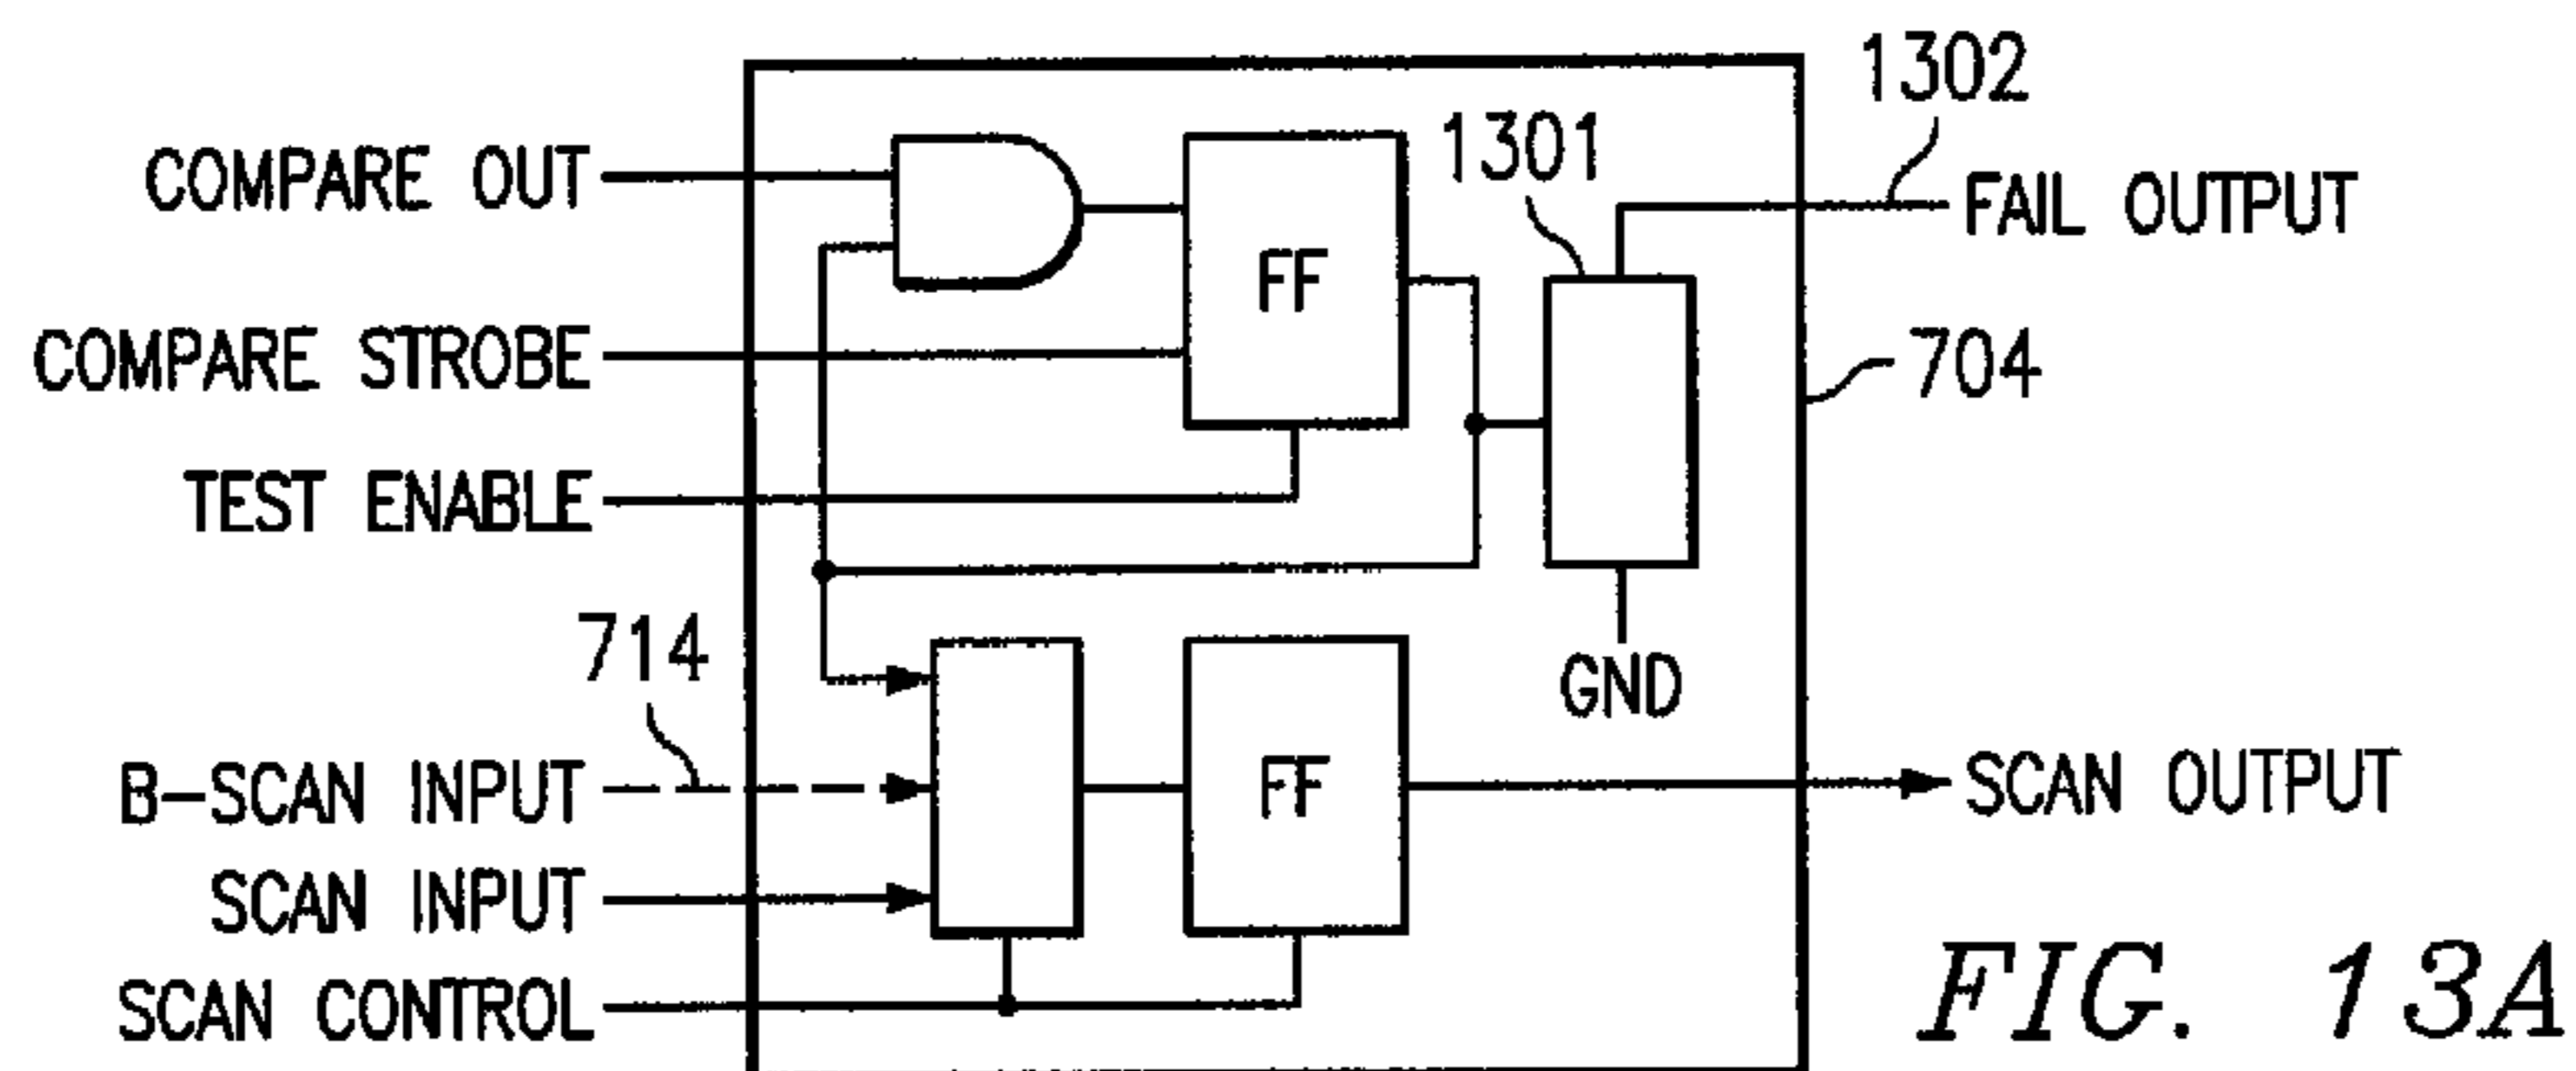 1302
COMPARE OUT
1301
FAIL OUTPUT
FF
COMPARE STROBE
704
TEST ENABLE
714
GND
B-SCAN INPUT
FF
SCAN OUTPUT
SCAN INPUT
SCAN CONTROL
FIG. 13A